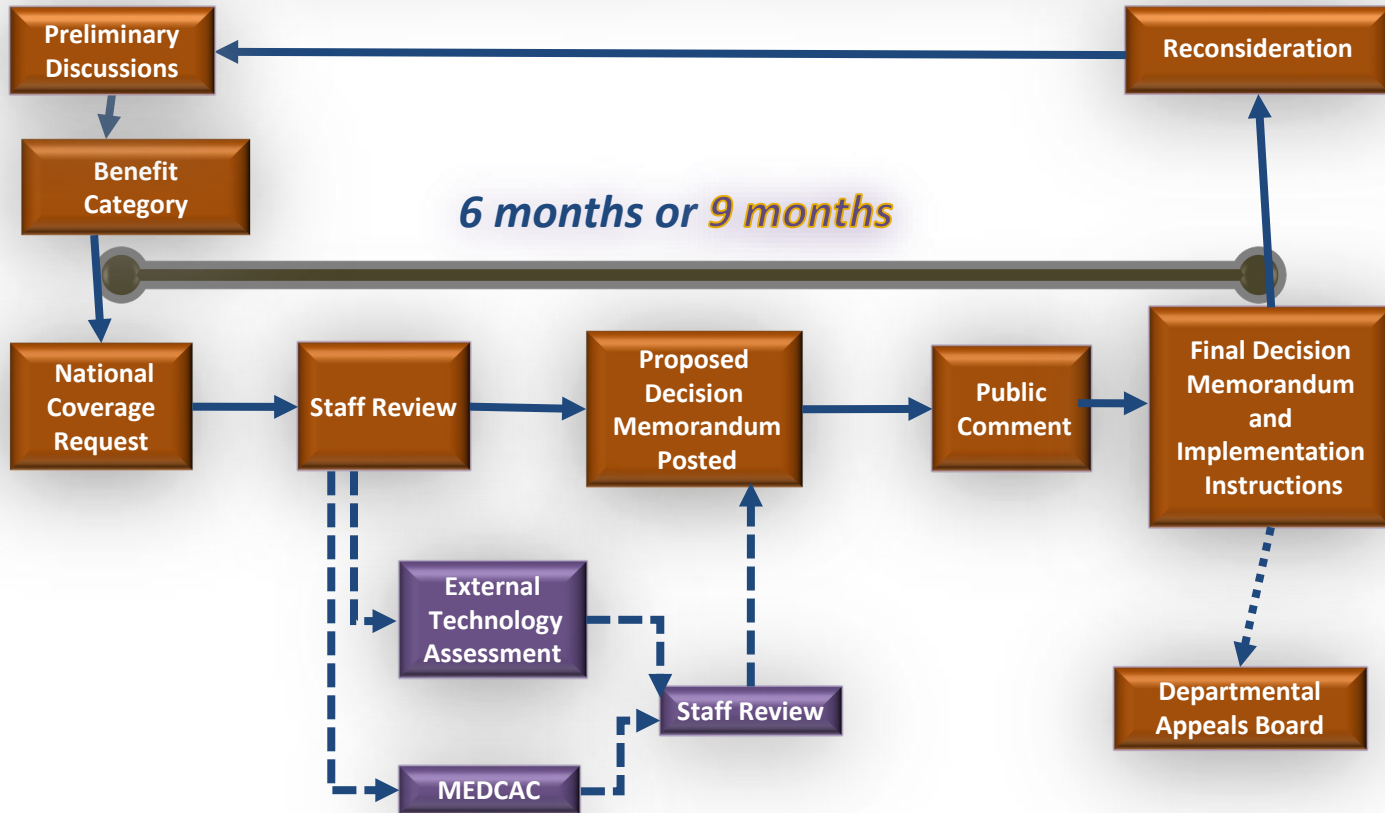 Preliminary
Discussions
Reconsideration
Benefit
Category
6 months or 9 months
National
Coverage
Request
Staff Review
Proposed
Decision
Memorandum
Posted
Public
Comment
Final Decision
Memorandum
and
Implementation
Instructions
External
Technology
Assessment
Staff Review
MEDCAC
Departmental
Appeals Board